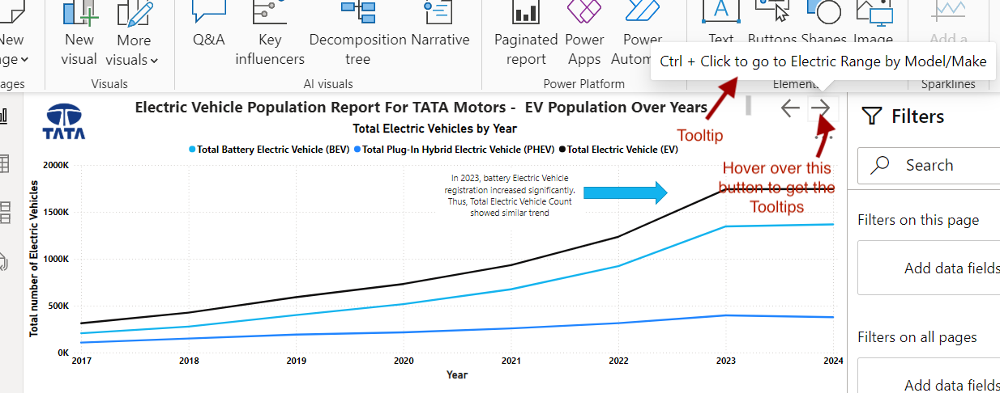 New
visual
More
visuals
Q&A
Key
influencers
Decomposition
tree
Narrative
Paginated
report
Power
Apps
Power
Text
Buttons
Shapes
Image
Add a
Ctrl + Click to go to Electric Range by Model/Make
Visuals
AI visuals
Power Platform
Sparklines
TATA
Electric Vehicle Population Report For TATA Motors - EV Population Over Years
Total Electric Vehicles by Year
Total Battery Electric Vehicle (BEV) Total Plug-In Hybrid Electric Vehicle (PHEV) Total Electric Vehicle (EV)
Tooltip
Hover over this
button to get the
Tooltips
In 2023, battery Electric Vehicle
registration increased significantly.
Thus, Total Electric Vehicle Count
showed similar trend
Total number of Electric Vehicles
2000K
1500K
1000K
500K
0K
2017 2018 2019 2020 2021 2022 2023 2024
Year
Filters
Search
Filters on this page
Add data fields
Filters on all pages
Add data fields